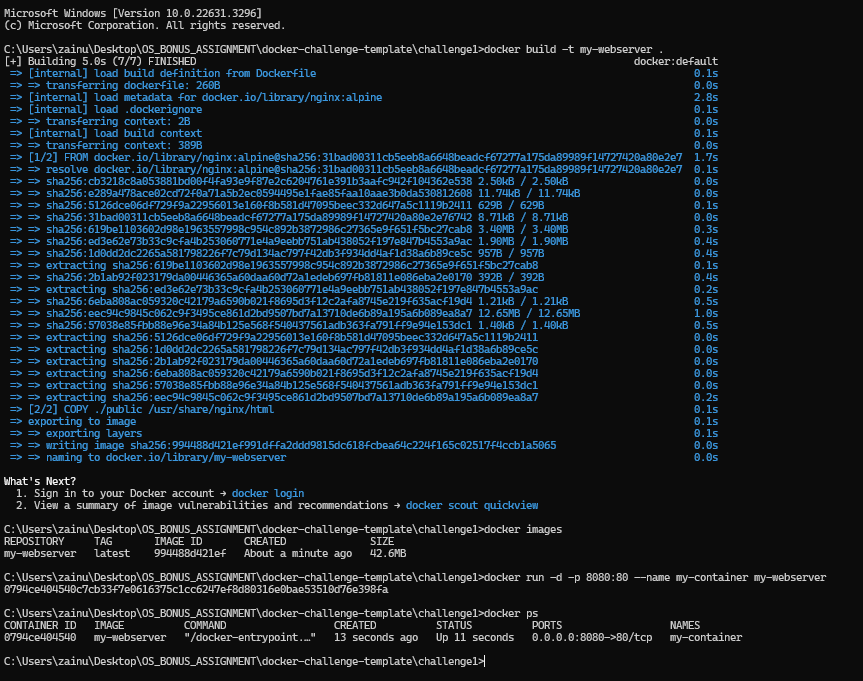 Microsoft Windows [Version 10.0.22631.3296]
(c) Microsoft Corporation. All rights reserved.
C:\Users\zainu\Desktop\OS_BONUS_ASSIGNMENT\docker-challenge-template\challenge1>docker build -t my-webserver .
[+] Building 5.0s (7/7) FINISHED docker:default
=> [internal] load build definition from Dockerfile 0.1s
=> => transferring dockerfile: 260B 0.0s
=> [internal] load metadata for docker.io/library/nginx:alpine 2.8s
=> [internal] load .dockerignore 0.1s
=> => transferring context: 2B 0.0s
=> [internal] load build context 0.1s
=> => transferring context: 389B 0.0s
=> [1/2] FROM docker.io/library/nginx:alpine@sha256:31bad00311cb5eeb8a6648beadcf67277a175da89989f14727420a80e2e7 1.7s
=> => resolve docker.io/library/nginx:alpine@sha256:31bad00311cb5eeb8a6648beadcf67277a175da89989f14727420a80e2e7 0.1s
=> => sha256:cb3218c8a053881bd00f4fa93e9f87e2c6204761e391b3aafc942f104362e538 2.50kB / 2.50kB 0.0s
=> => sha256:e289a478ace02cd72f0a71a5b2ec0594495e1fae85faa10aae3b0da530812608 11.74kB / 11.74kB 0.0s
=> => sha256:5126dce06df729f9a22956013e160f8b581d47095beec332d647a5c1119b2411 629B / 629B 0.1s
=> => sha256:31bad00311cb5eeb8a6648beadcf67277a175da89989f14727420a80e2e76742 8.71kB / 8.71kB 0.0s
=> => sha256:619be1103602d98e1963557998c954c892b3872986c27365e9f651f5bc27cab8 3.40MB / 3.40MB 0.3s
=> => sha256:ed3e62e73b33c9cfa4b253060771e4a9eebb751ab438052f197e847b4553a9ac 1.90MB / 1.90MB 0.4s
=> => sha256:1d0dd2dc2265a581798226f7c79d134ac797f42db3f934dd4af1d38a6b89ce5c 957B / 957B 0.4s
=> => extracting sha256:619be1103602d98e1963557998c954c892b3872986c27365e9f651f5bc27cab8 0.1s
=> => sha256:2b1ab92f023179da00446365a60daa60d72a1edeb697fb81811e086eba2e0170 392B / 392B 0.4s
=> => extracting sha256:ed3e62e73b33c9cfa4b253060771e4a9eebb751ab438052f197e847b4553a9ac 0.2s
=> => sha256:6eba808ac059320c42179a6590b021f8695d3f12c2afa8745e219f635acf19d4 1.21kB / 1.21kB 0.5s
=> => sha256:eec94c9845c062c9f3495ce861d2bd9507bd7a13710de6b89a195a6b089ea8a7 12.65MB / 12.65MB 1.0s
=> => sha256:57038e85fbb88e96e34a84b125e568f540437561adb363fa791ff9e94e153dc1 1.40kB / 1.40kB 0.5s
=> => extracting sha256:5126dce06df729f9a22956013e160f8b581d47095beec332d647a5c1119b2411 0.0s
=> => extracting sha256:1d0dd2dc2265a581798226f7c79d134ac797f42db3f934dd4af1d38a6b89ce5c 0.0s
=> => extracting sha256:2b1ab92f023179da00446365a60daa60d72a1edeb697fb81811e086eba2e0170 0.0s
=> => extracting sha256:6eba808ac059320c42179a6590b021f8695d3f12c2afa8745e219f635acf19d4 0.0s
=> => extracting sha256:57038e85fbb88e96e34a84b125e568f540437561adb363fa791ff9e94e153dc1 0.0s
=> => extracting sha256:eec94c9845c062c9f3495ce861d2bd9507bd7a13710de6b89a195a6b089ea8a7 0.2s
=> [2/2] COPY ./public /usr/share/nginx/html 0.1s
=> exporting to image 0.1s
=> => exporting layers 0.1s
=> => writing image sha256:994488d421ef991dffa2ddd9815dc618fcbea64c224f165c02517f4ccb1a5065 0.0s
=> => naming to docker.io/library/my-webserver 0.0s
What's Next?
1. Sign in to your Docker account → docker login
2. View a summary of image vulnerabilities and recommendations → docker scout quickview
C:\Users\zainu\Desktop\OS_BONUS_ASSIGNMENT\docker-challenge-template\challenge1>docker images
REPOSITORY TAG IMAGE ID CREATED SIZE
my-webserver latest 994488d421ef About a minute ago 42.6MB
C:\Users\zainu\Desktop\OS_BONUS_ASSIGNMENT\docker-challenge-template\challenge1>docker run -d -p 8080:80 --name my-container my-webserver
0794ce404540c7cb33f7e0616375c1cc6247ef8d80316e0bae53510d76e398fa
C:\Users\zainu\Desktop\OS_BONUS_ASSIGNMENT\docker-challenge-template\challenge1>docker ps
CONTAINER ID IMAGE COMMAND CREATED STATUS PORTS NAMES
0794ce404540 my-webserver "/docker-entrypoint.…" 13 seconds ago Up 11 seconds 0.0.0.0:8080->80/tcp my-container
C:\Users\zainu\Desktop\OS_BONUS_ASSIGNMENT\docker-challenge-template\challenge1>